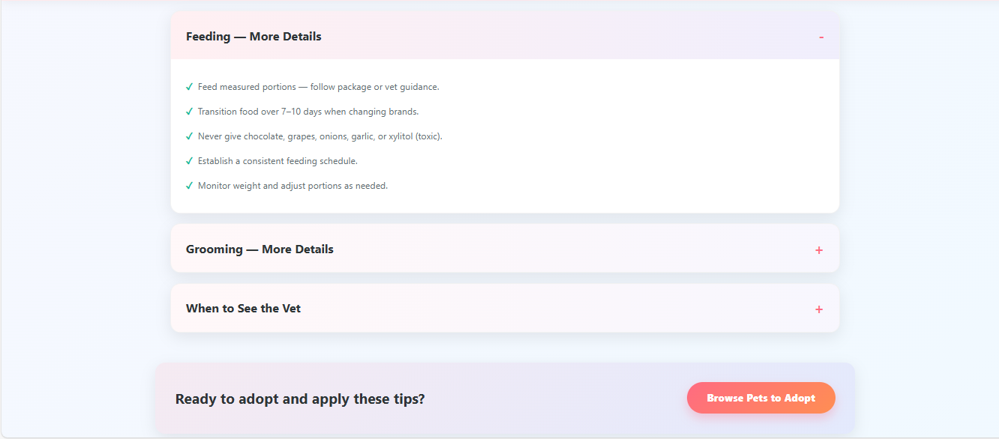 Feeding — More Details
-
✓ Feed measured portions — follow package or vet guidance.
✓ Transition food over 7–10 days when changing brands.
✓ Never give chocolate, grapes, onions, garlic, or xylitol (toxic).
✓ Establish a consistent feeding schedule.
✓ Monitor weight and adjust portions as needed.
Grooming — More Details
+
When to See the Vet
+
Ready to adopt and apply these tips?
Browse Pets to Adopt